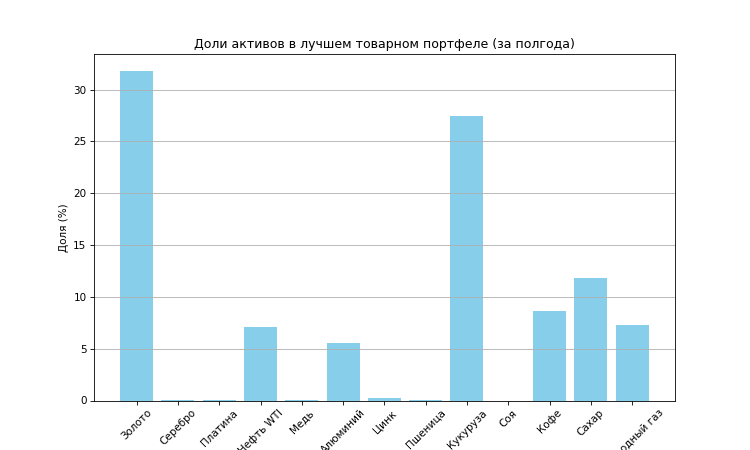 Доли активов в лучшем товарном портфеле (за полгода)
Доля (%)
30
25
20
15
10
5
0
Золото
Серебро
Платина
Нефть WTI
Медь
Алюминий
Цинк
Пшеница
Кукуруза
Соя
Кофе
Сахар
газ